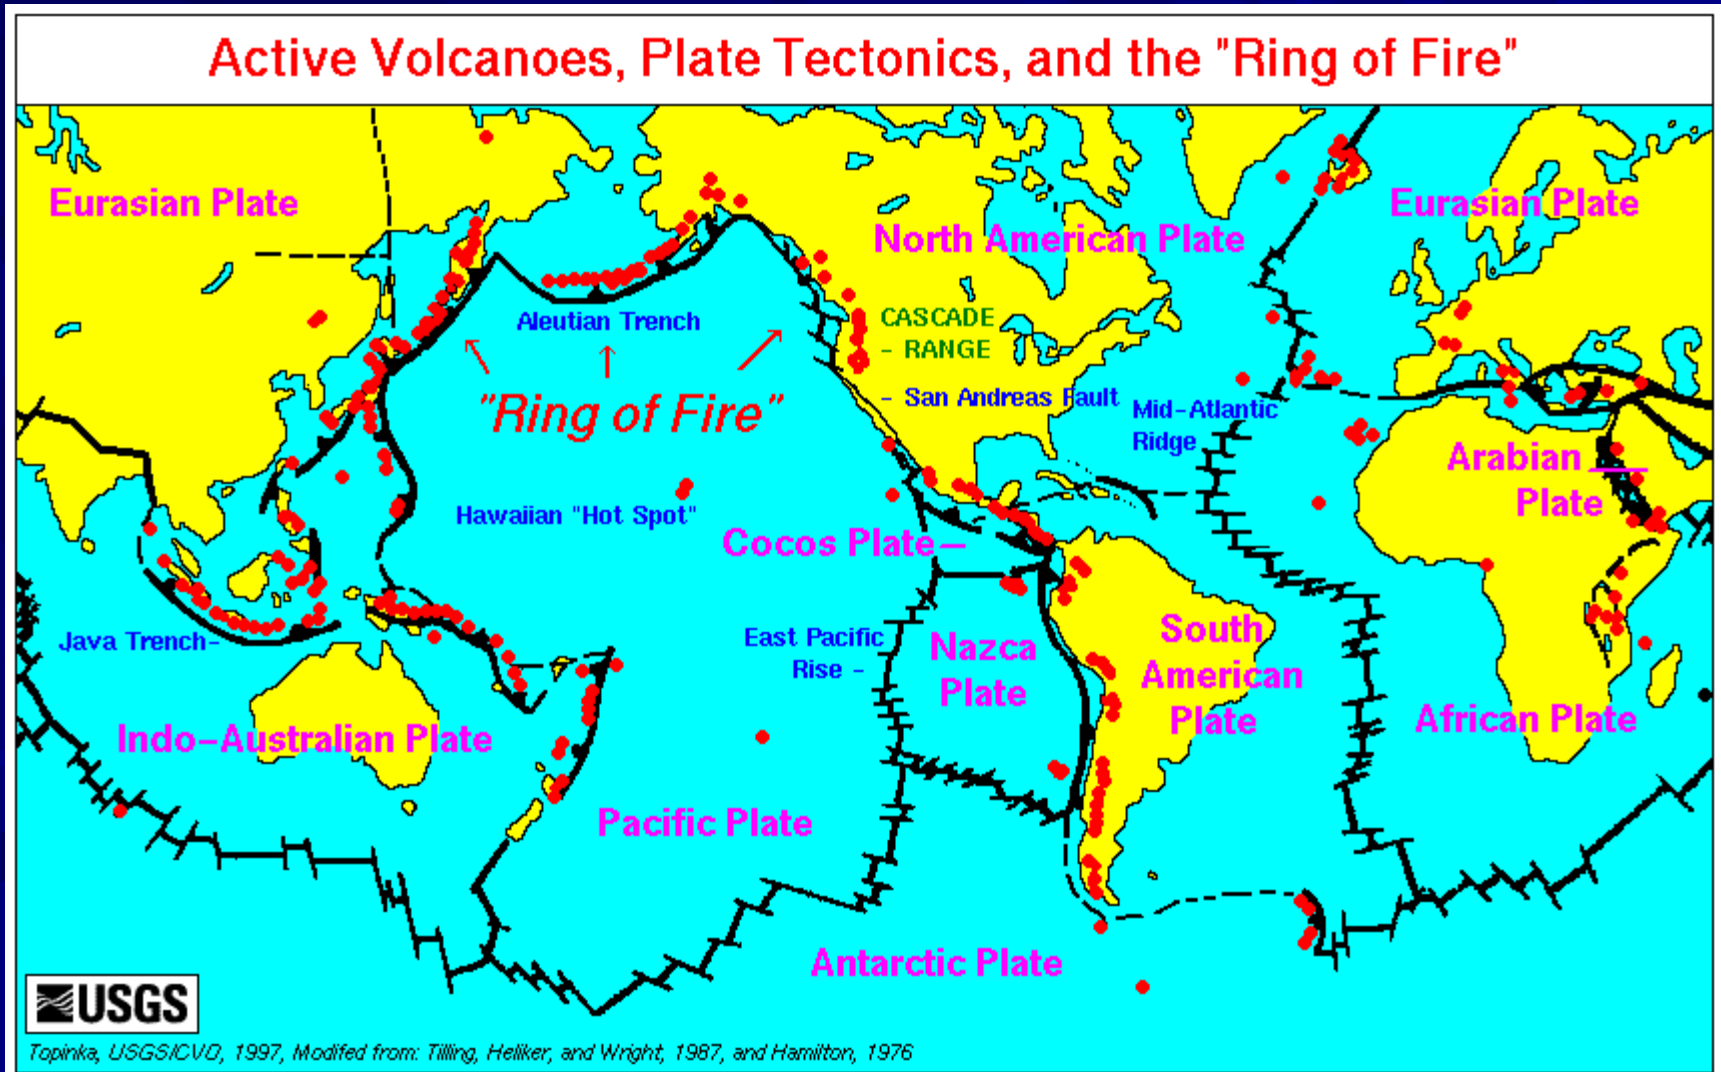 Active Volcanoes, Plate Tectonics, and the "Ring of Fire"
Eurasian Plate
Eurasian Plate
North American Plate
Aleutian Trench
CASCADE
- RANGE
"Ring of Fire"
- San Andreas Fault
Mid-Atlantic
Ridge
Arabian
Plate
Hawaiian "Hot Spot"
Cocos Plate
Java Trench-
East Pacific
Rise -
Nazca
Plate
South
American
Plate
Indo-Australian Plate
African Plate
Pacific Plate
Antarctic Plate
USGS
Topinka, USGS/CVO, 1997, Modifed from: Tilling, Heliker, and Wright, 1987, and Hamilton, 1976